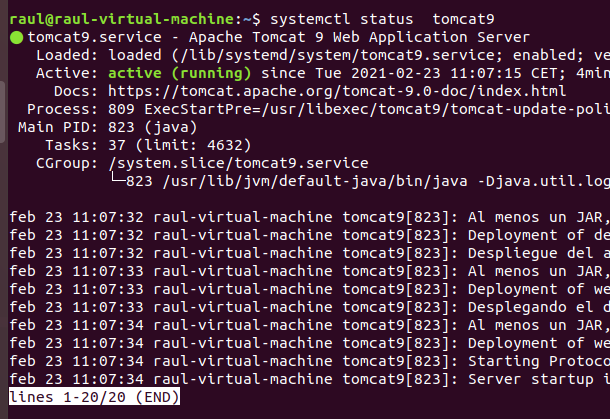 raul@raul-virtual-machine:~$ systemctl status  tomcat9
● tomcat9.service - Apache Tomcat 9 Web Application Server
Loaded: loaded (/lib/systemd/system/tomcat9.service; enabled; ve
Active: active (running) since Tue 2021-02-23 11:07:15 CET; 4min
Docs: https://tomcat.apache.org/tomcat-9.0-doc/index.html
Process: 809 ExecStartPre=/usr/libexec/tomcat9/tomcat-update-poli
Main PID: 823 (java)
Tasks: 37 (limit: 4632)
CGroup: /system.slice/tomcat9.service
└─823 /usr/lib/jvm/default-java/bin/java -Djava.util.log
feb 23 11:07:32 raul-virtual-machine tomcat9[823]: Al menos un JAR,
feb 23 11:07:32 raul-virtual-machine tomcat9[823]: Deployment of de
feb 23 11:07:32 raul-virtual-machine tomcat9[823]: Despliegue del a
feb 23 11:07:33 raul-virtual-machine tomcat9[823]: Al menos un JAR,
feb 23 11:07:33 raul-virtual-machine tomcat9[823]: Deployment of we
feb 23 11:07:33 raul-virtual-machine tomcat9[823]: Desplegando el d
feb 23 11:07:34 raul-virtual-machine tomcat9[823]: Al menos un JAR,
feb 23 11:07:34 raul-virtual-machine tomcat9[823]: Deployment of we
feb 23 11:07:34 raul-virtual-machine tomcat9[823]: Starting Protoco
feb 23 11:07:34 raul-virtual-machine tomcat9[823]: Server startup i
lines 1-20/20 (END)